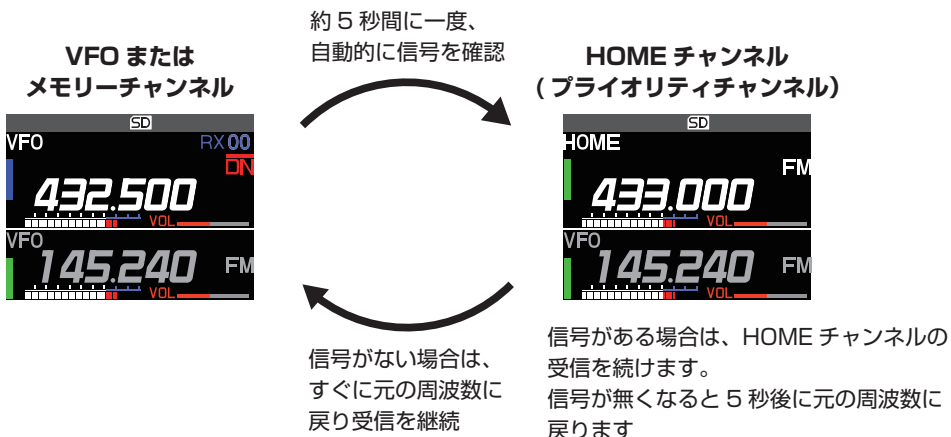 約 5 秒間に一度、
自動的に信号を確認
VFO または
メモリーチャンネル
HOME チャンネル
( プライオリティチャンネル）
SD
VFO
RX 00
DN
432.500
VOL
VFO
145.240
FM
VOL
SD
HOME
FM
433.000
VOL
VFO
145.240
FM
VOL
信号がない場合は、
すぐに元の周波数に
戻り受信を継続
信号がある場合は、HOME チャンネルの
受信を続けます。
信号が無くなると 5 秒後に元の周波数に
戻ります